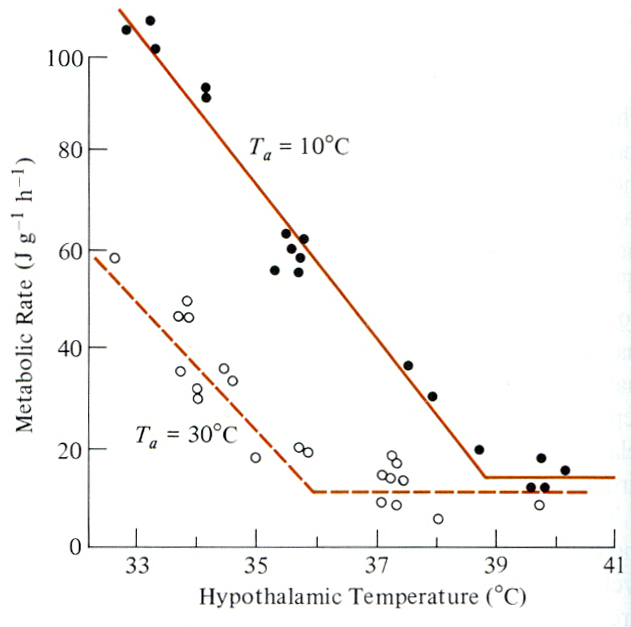 Metabolic Rate (J g⁻¹ h⁻¹)
100
80
60
40
20
0
Tₐ = 10°C
Tₐ = 30°C
33
35
37
39
41
Hypothalamic Temperature (°C)